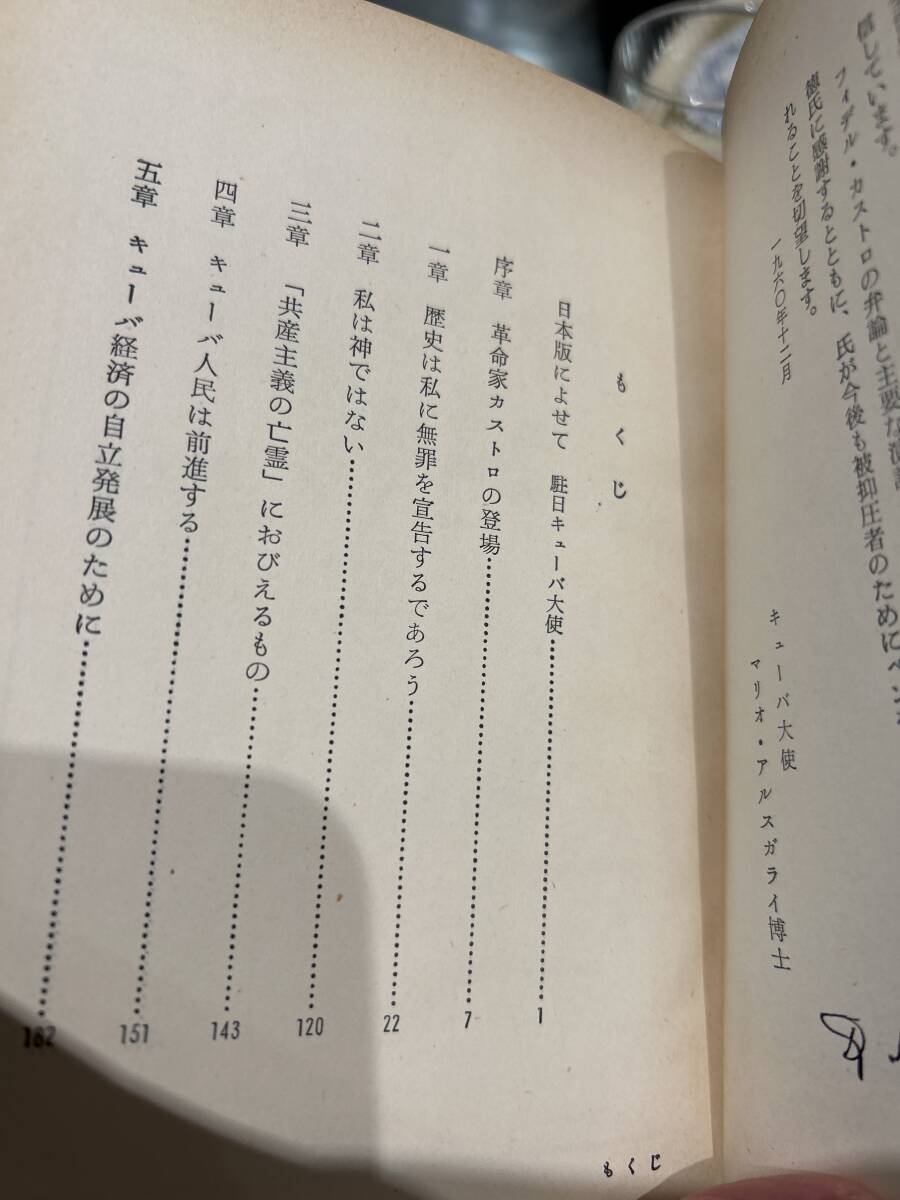 信しています。
フィデル・カストロの弁論と主要な演
徳氏に感謝するとともに、氏が今後も被抑圧者のためにペン
れることを切望します。
一九六〇年十二月
キューバ大使
マリオ・アルスガライ博士
もくじ
日本版によせて 駐日キューバ大使……1
序章 革命家カストロの登場……7
一章 歴史は私に無罪を宣告するであろう……22
二章 私は神ではない……120
三章 「共産主義の亡霊」におびえるもの……143
四章 キューバ人民は前進する……151
五章 キューバ経済の自立発展のために……162
もくじ